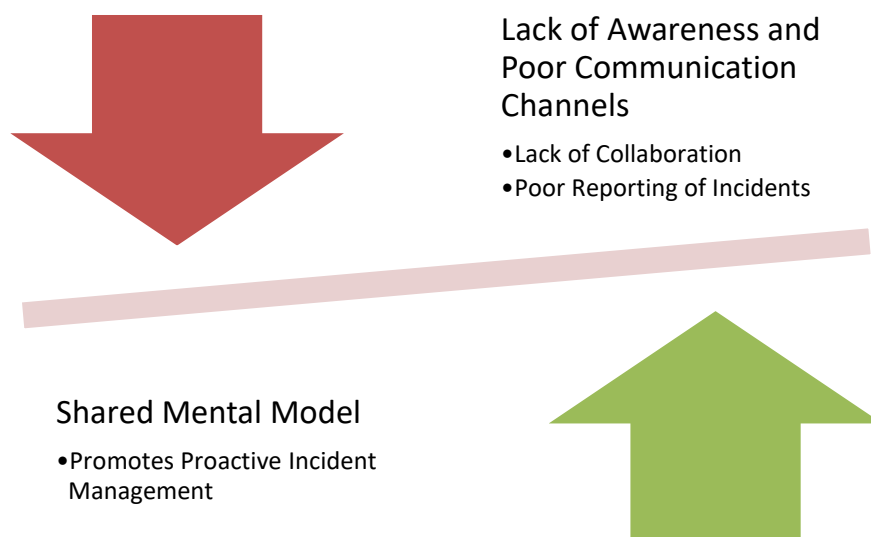 Lack of Awareness and
Poor Communication
Channels
•Lack of Collaboration
•Poor Reporting of Incidents
Shared Mental Model
•Promotes Proactive Incident
Management